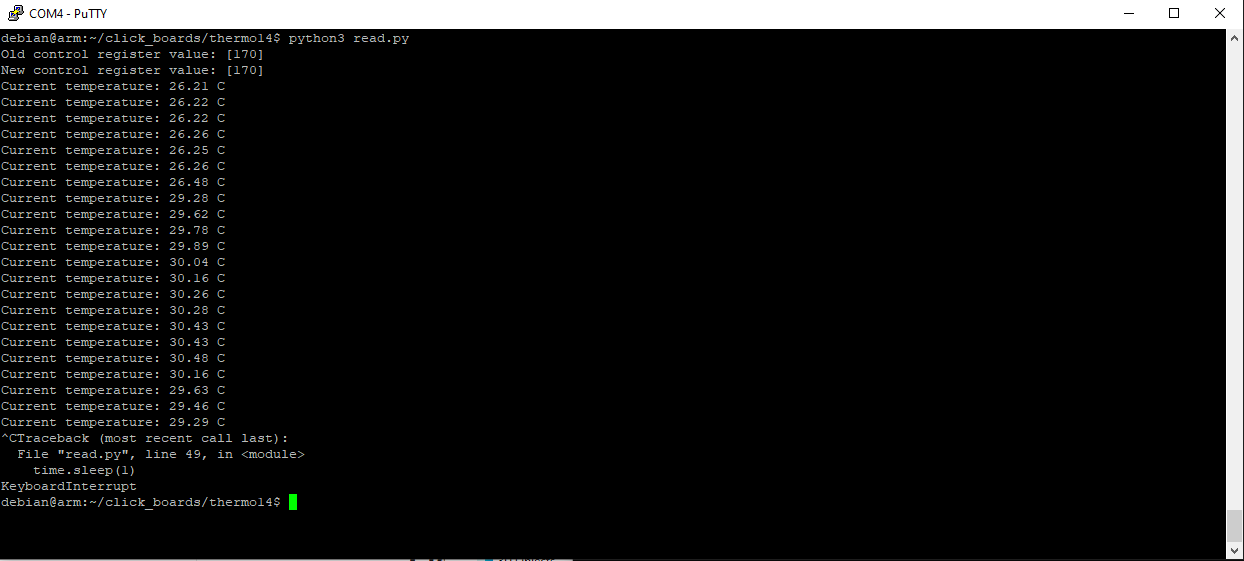 COM4 - PuTTY
debian@arm:~/click_boards/thermo14$ python3 read.py
Old control register value: [170]
New control register value: [170]
Current temperature: 26.21 C
Current temperature: 26.22 C
Current temperature: 26.22 C
Current temperature: 26.26 C
Current temperature: 26.25 C
Current temperature: 26.26 C
Current temperature: 26.48 C
Current temperature: 29.28 C
Current temperature: 29.62 C
Current temperature: 29.78 C
Current temperature: 29.89 C
Current temperature: 30.04 C
Current temperature: 30.16 C
Current temperature: 30.26 C
Current temperature: 30.28 C
Current temperature: 30.43 C
Current temperature: 30.43 C
Current temperature: 30.48 C
Current temperature: 30.16 C
Current temperature: 29.63 C
Current temperature: 29.46 C
Current temperature: 29.29 C
^CTraceback (most recent call last):
  File "read.py", line 49, in <module>
    time.sleep(1)
KeyboardInterrupt
debian@arm:~/click_boards/thermo14$